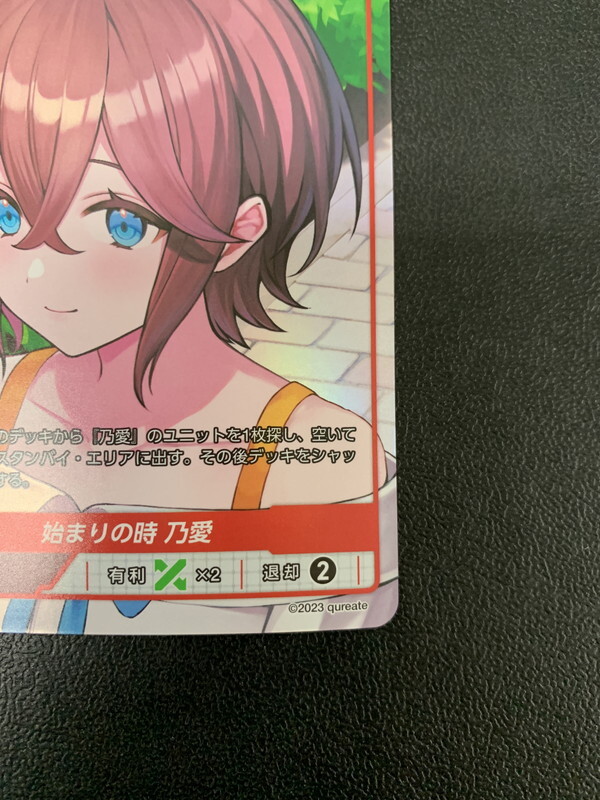 のデッキから『乃愛』のユニットを1枚探し、空いて
スタンバイ・エリアに出す。その後デッキをシャッ
する。
始まりの時 乃愛
有利 ×2 退却 2
©2023 qureate